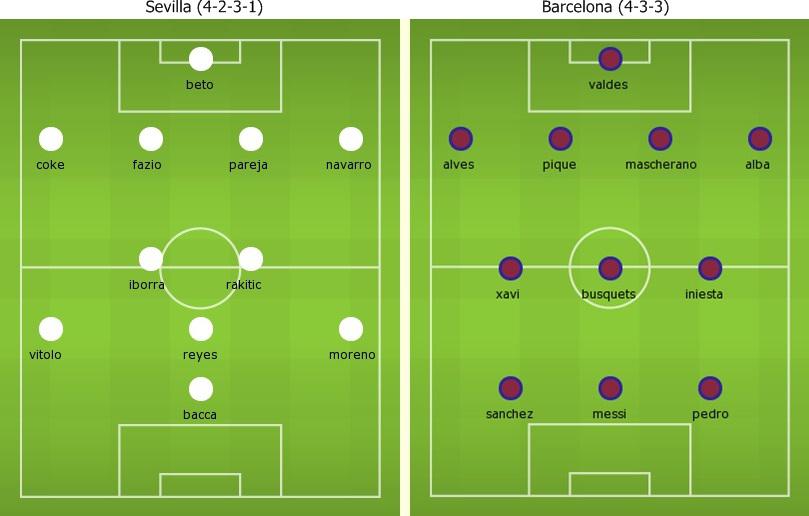 Sevilla (4-2-3-1)
beto
coke fazio pareja navarro
iborra rakitic
vitolo reyes moreno
bacca
Barcelona (4-3-3)
valdes
alves pique mascherano alba
xavi busquets iniesta
sanchez messi pedro